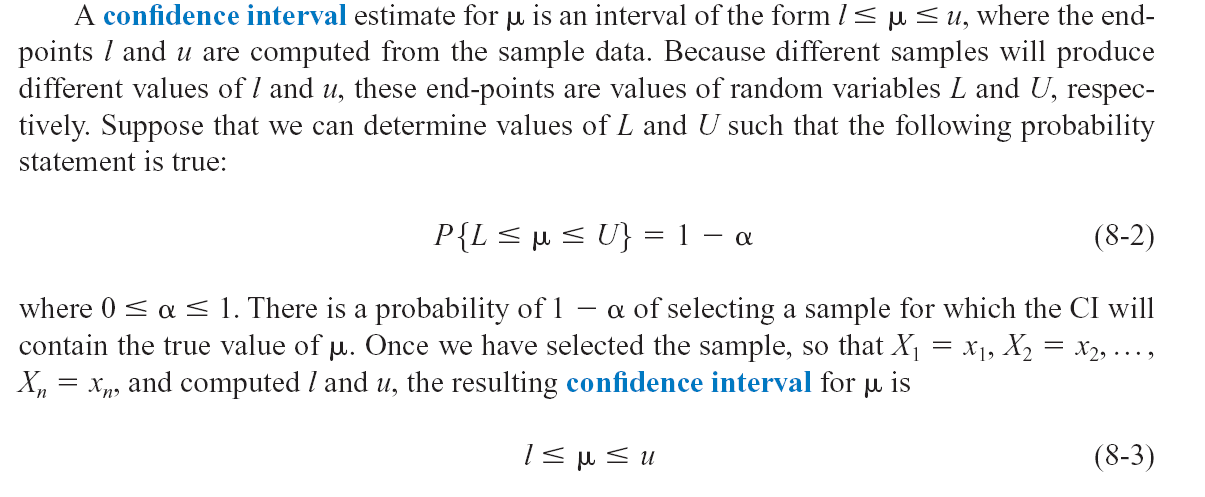 A confidence interval estimate for μ is an interval of the form l ≤ μ ≤ u, where the end-
points l and u are computed from the sample data. Because different samples will produce
different values of l and u, these end-points are values of random variables L and U, respec-
tively. Suppose that we can determine values of L and U such that the following probability
statement is true:
P{L ≤ μ ≤ U} = 1 − α (8-2)
where 0 ≤ α ≤ 1. There is a probability of 1 − α of selecting a sample for which the CI will
contain the true value of μ. Once we have selected the sample, so that X₁ = x₁, X₂ = x₂, . . . ,
Xₙ = xₙ, and computed l and u, the resulting confidence interval for μ is
l ≤ μ ≤ u (8-3)